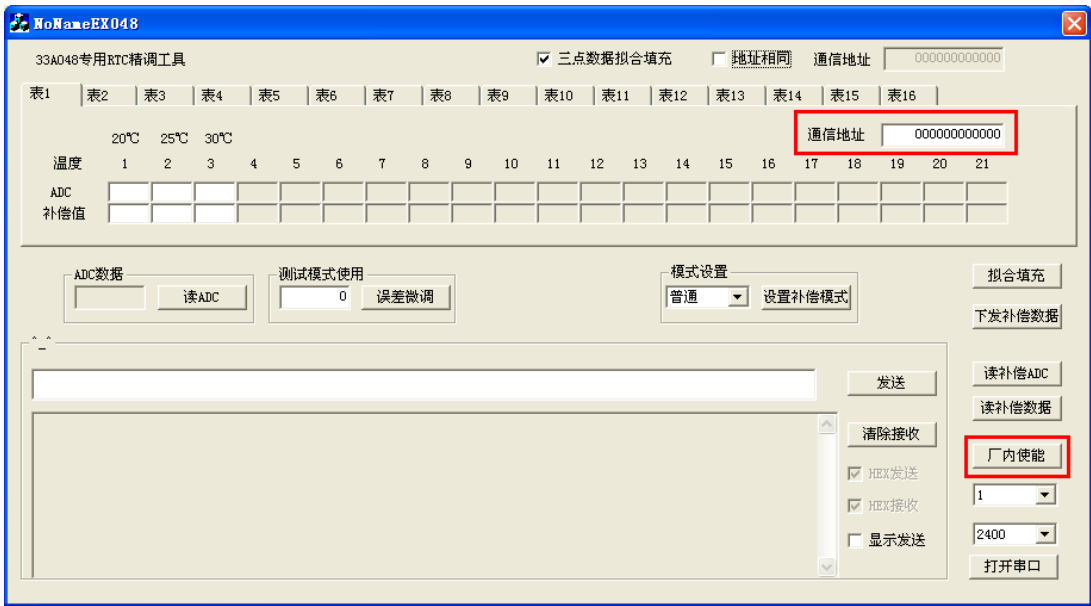 NoNameEX048
33A048专用RTC精调工具
三点数据拟合填充
地址相同
通信地址 000000000000
表1 表2 表3 表4 表5 表6 表7 表8 表9 表10 表11 表12 表13 表14 表15 表16
通信地址 000000000000
20℃ 25℃ 30℃
温度 1 2 3 4 5 6 7 8 9 10 11 12 13 14 15 16 17 18 19 20 21
ADC
补偿值
ADC数据
读ADC
测试模式使用
0 误差微调
模式设置
普通 设置补偿模式
拟合填充
下发补偿数据
^_^
发送
读补偿ADC
读补偿数据
清除接收
厂内使能
HEX发送
HEX接收
1
显示发送
2400
打开串口